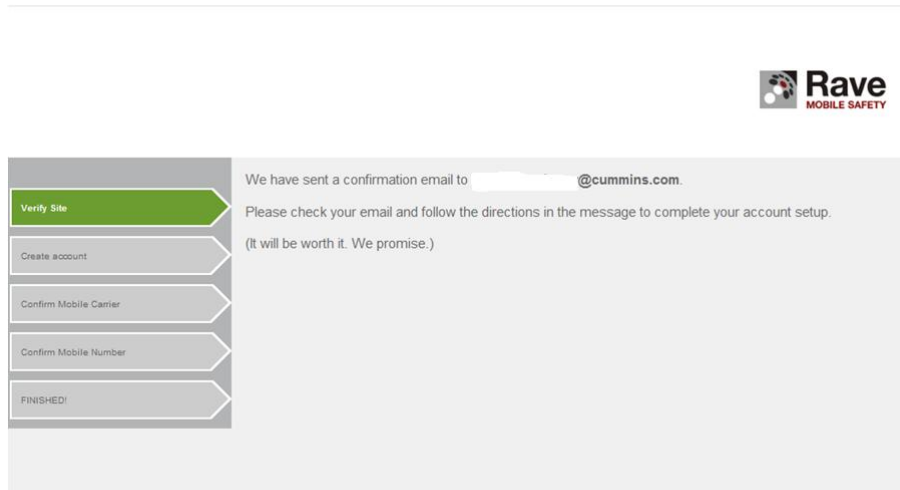 Rave
MOBILE SAFETY
We have sent a confirmation email to @cummins.com.
Please check your email and follow the directions in the message to complete your account setup.
(It will be worth it. We promise.)
Verify Site
Create account
Confirm Mobile Carrier
Confirm Mobile Number
FINISHED!